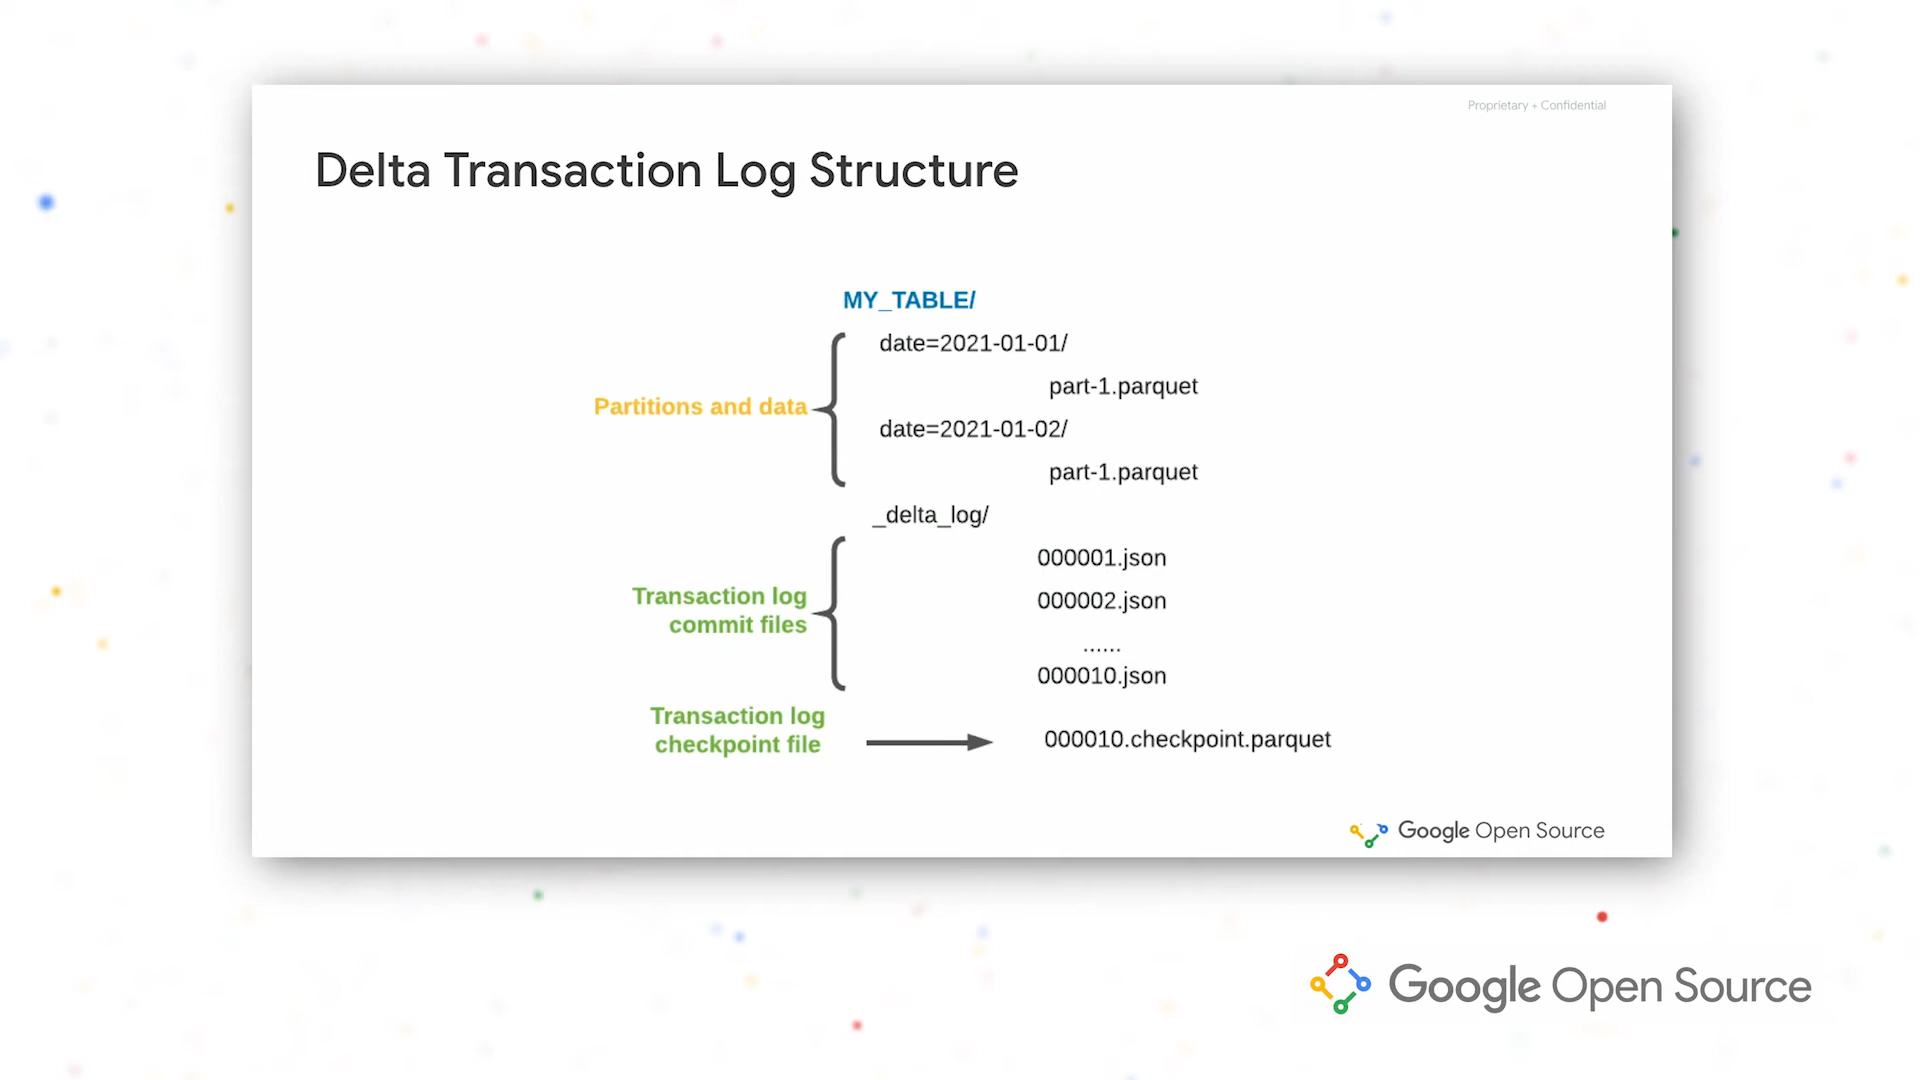 Proprietary + Confidential
Delta Transaction Log Structure
MY_TABLE/
date=2021-01-01/
part-1.parquet
Partitions and data
date=2021-01-02/
part-1.parquet
_delta_log/
000001.json
Transaction log
commit files
000002.json
......
000010.json
Transaction log
checkpoint file
000010.checkpoint.parquet
Google Open Source
Google Open Source